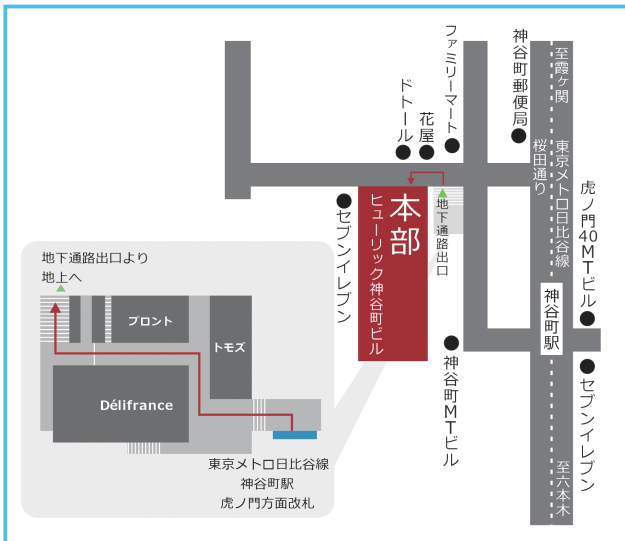 ファミリーマート
ドトール
花屋
神谷町郵便局
至霞ヶ関
桜田通り
東京メトロ日比谷線
虎ノ門40MTビル
セブンイレブン
本部
ヒューリック神谷町ビル
地下通路出口
神谷町駅
神谷町MTビル
セブンイレブン
至六本木
地下通路出口より
地上へ
プロント
トモズ
Délifrance
東京メトロ日比谷線
神谷町駅
虎ノ門方面改札